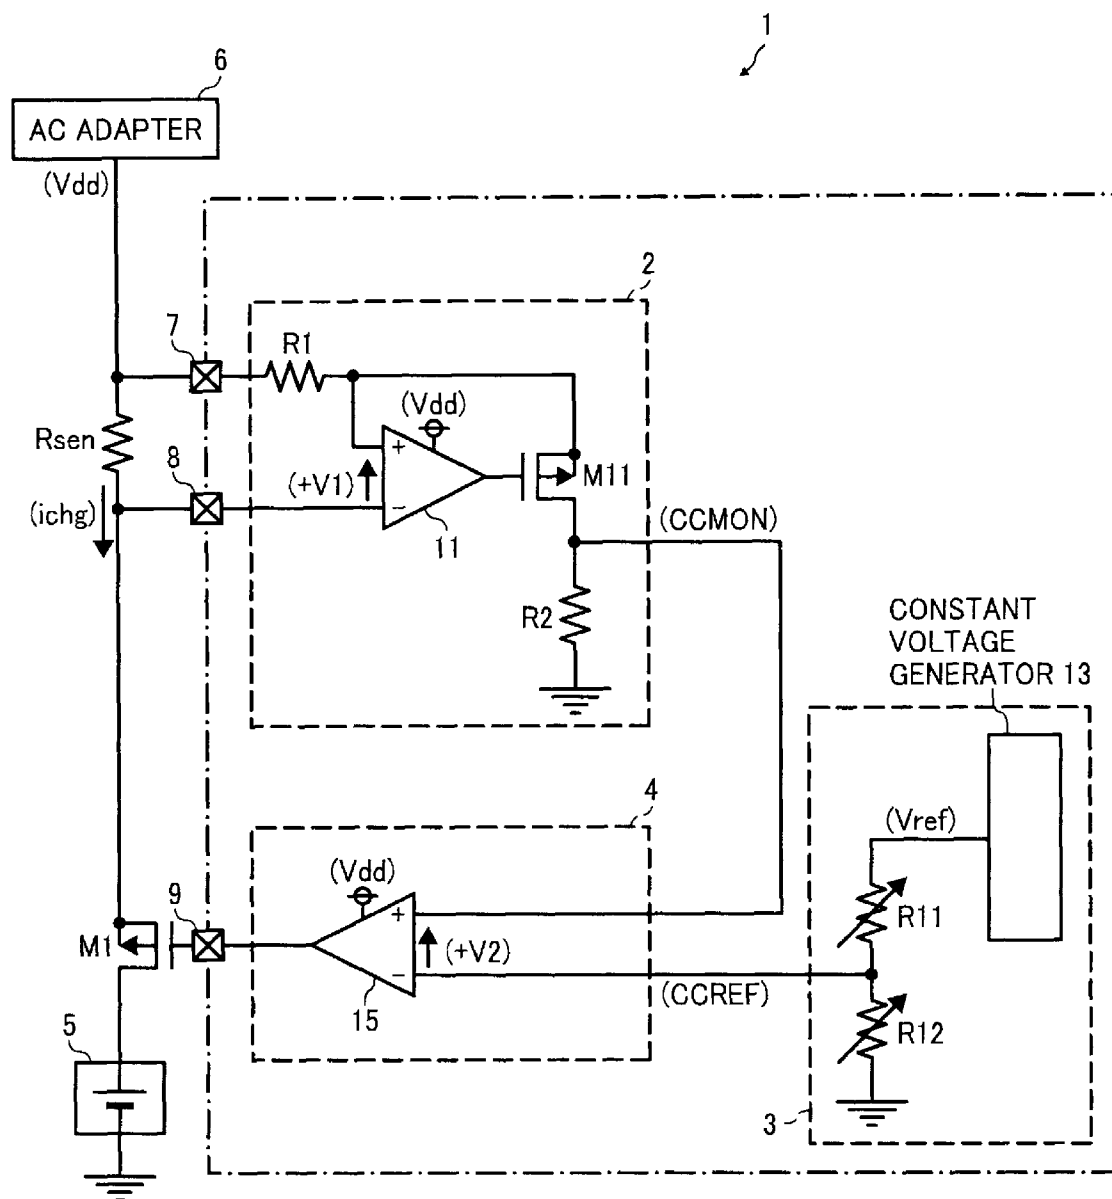 1
6
AC ADAPTER
(Vdd)
2
7
R1
(Vdd)
Rsen
8
+
(+V1)
M11
−
(ichg)
11
(CCMON)
R2
CONSTANT
VOLTAGE
GENERATOR 13
4
(Vdd)
(Vref)
9
+
R11
M1
(+V2)
−
15
(CCREF)
R12
5
3